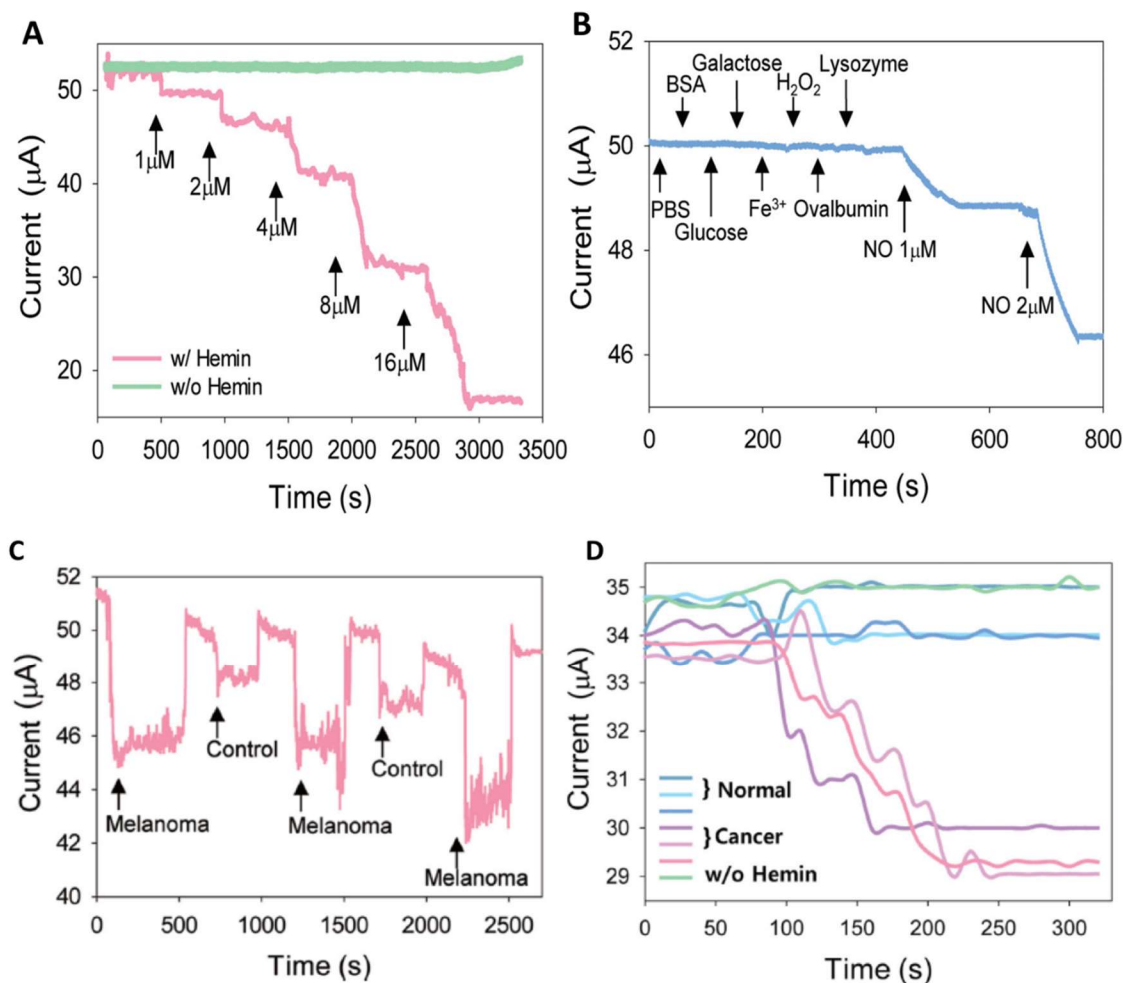 A
Current (μA)
50
40
30
20
1μM
2μM
4μM
8μM
16μM
w/ Hemin
w/o Hemin
0 500 1000 1500 2000 2500 3000 3500
Time (s)
B
Current (μA)
52
50
48
46
BSA
Galactose
H₂O₂
Lysozyme
PBS
Glucose
Fe³⁺ Ovalbumin
NO 1μM
NO 2μM
0 200 400 600 800
Time (s)
C
Current (μA)
52
50
48
46
44
42
40
Melanoma
Control
Melanoma
Control
Melanoma
0 500 1000 1500 2000 2500
Time (s)
D
Current (μA)
35
34
33
32
31
30
29
} Normal
} Cancer
w/o Hemin
0 50 100 150 200 250 300
Time (s)